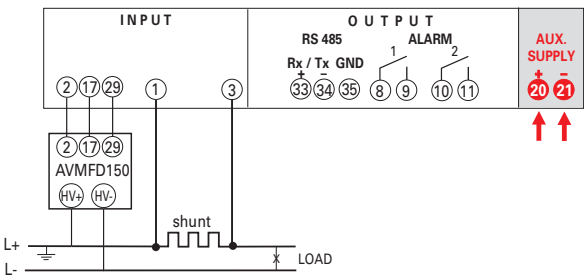 INPUT
OUTPUT
RS 485 ALARM
AUX. SUPPLY
Rx / Tx GND
1 2
+ −
+ −
2 17 29 1 3 33 34 35 8 9 10 11 20 21
2 17 29
AVMFD150
HV+ HV-
shunt
L+
x LOAD
L-